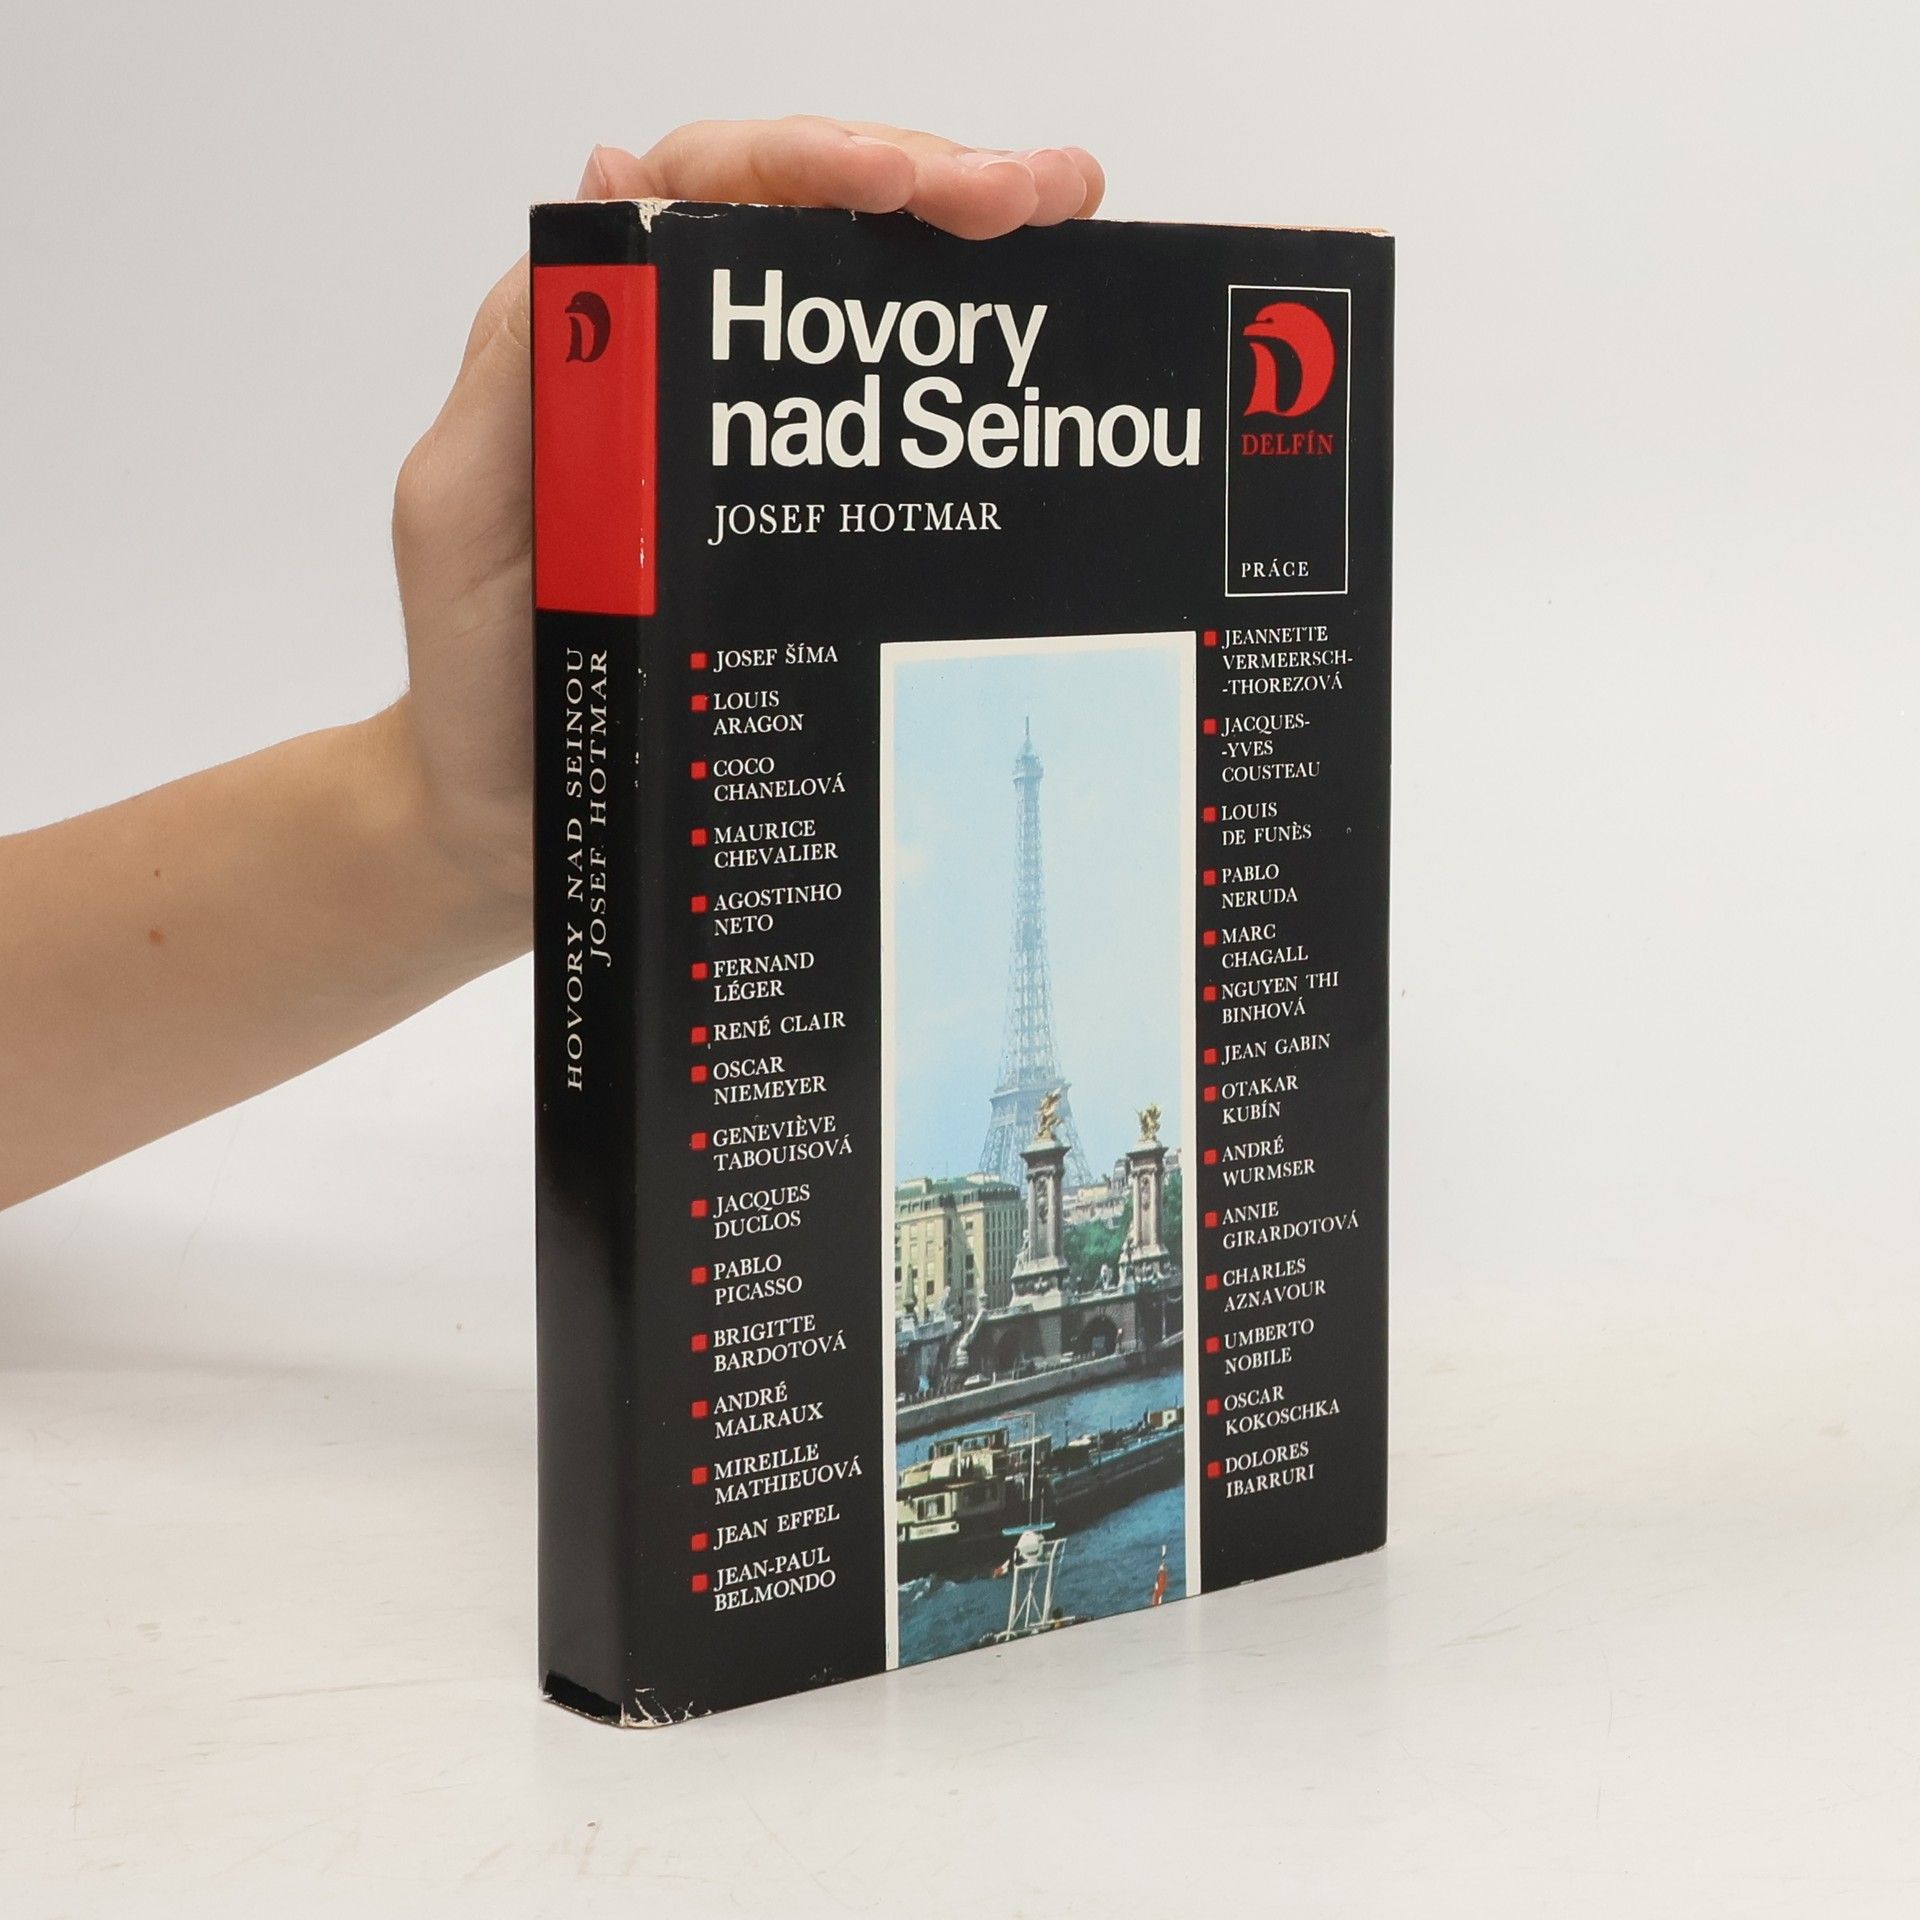 HOVORY NAD SEINOU
JOSEF HOTMAR
Hovory
nad Seinou
JOSEF HOTMAR
DELFÍN
PRÁCE
JOSEF ŠÍMA
LOUIS
ARAGON
COCO
CHANELOVÁ
MAURICE
CHEVALIER
AGOSTINHO
NETO
FERNAND
LÉGER
RENÉ CLAIR
OSCAR
NIEMEYER
GENEVIÈVE
TABOUISOVÁ
JACQUES
DUCLOS
PABLO
PICASSO
BRIGITTE
BARDOTOVÁ
ANDRÉ
MALRAUX
MIREILLE
MATHIEUOVÁ
JEAN EFFEL
JEAN-PAUL
BELMONDO
JEANNETTE
VERMEERSCH-
-THOREZOVÁ
JACQUES-
-YVES
COUSTEAU
LOUIS
DE FUNÈS
PABLO
NERUDA
MARC
CHAGALL
NGUYEN THI
BINHOVÁ
JEAN GABIN
OTAKAR
KUBÍN
ANDRÉ
WURMSER
ANNIE
GIRARDOTOVÁ
CHARLES
AZNAVOUR
UMBERTO
NOBILE
OSCAR
KOKOSCHKA
DOLORES
IBARRURI